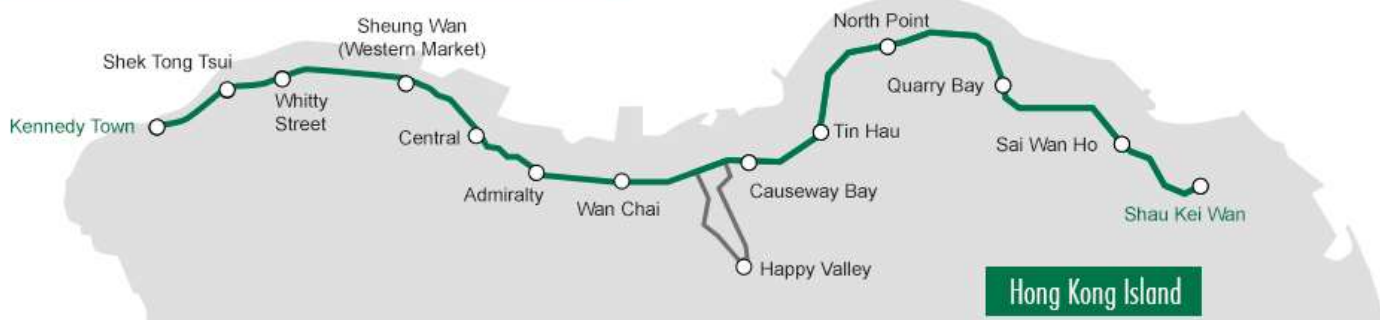 Kennedy Town
Shek Tong Tsui
Whitty
Street
Sheung Wan
(Western Market)
Central
Admiralty
Wan Chai
Causeway Bay
Happy Valley
Tin Hau
North Point
Quarry Bay
Sai Wan Ho
Shau Kei Wan
Hong Kong Island